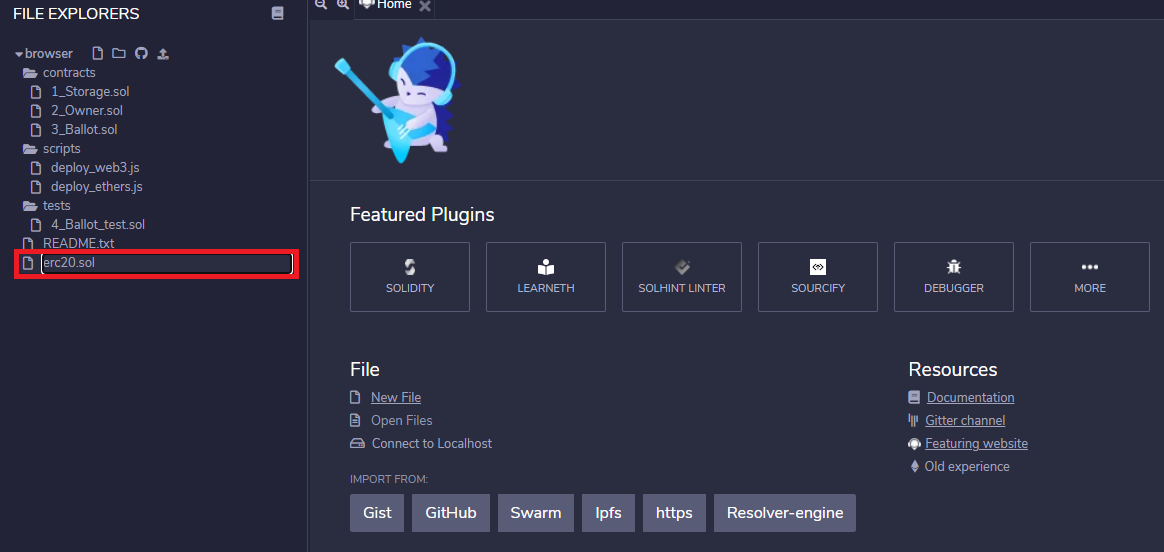 FILE EXPLORERS
browser
contracts
1_Storage.sol
2_Owner.sol
3_Ballot.sol
scripts
deploy_web3.js
deploy_ethers.js
tests
4_Ballot_test.sol
README.txt
erc20.sol
Home
Featured Plugins
SOLIDITY
LEARNETH
SOLHINT LINTER
SOURCIFY
DEBUGGER
MORE
File
New File
Open Files
Connect to Localhost
IMPORT FROM:
Gist
GitHub
Swarm
Ipfs
https
Resolver-engine
Resources
Documentation
Gitter channel
Featuring website
Old experience